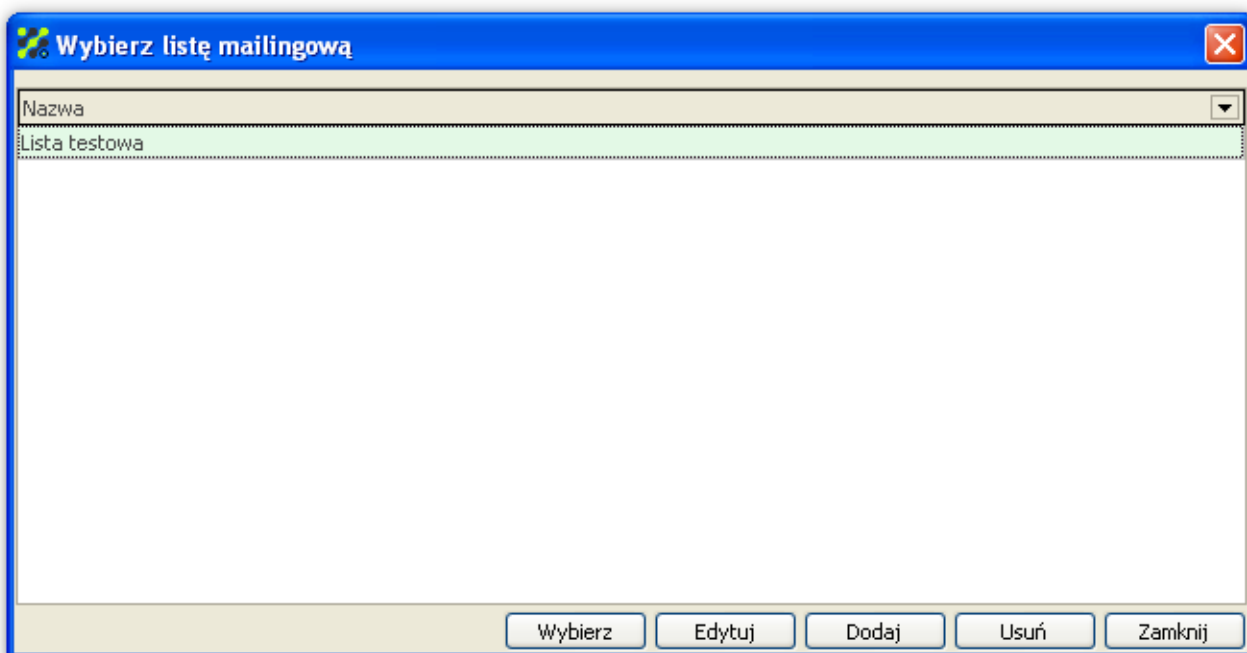 Wybierz listę mailingową
Nazwa
Lista testowa
Wybierz Edytuj Dodaj Usuń Zamknij